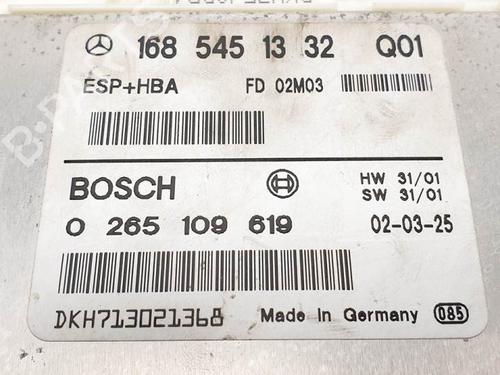 168 545 13 32 Q01
ESP+HBA FD 02M03
BOSCH HW 31/01
SW 31/01
0 265 109 619 02-03-25
DKH713021368 Made In Germany 085
B-PARTS